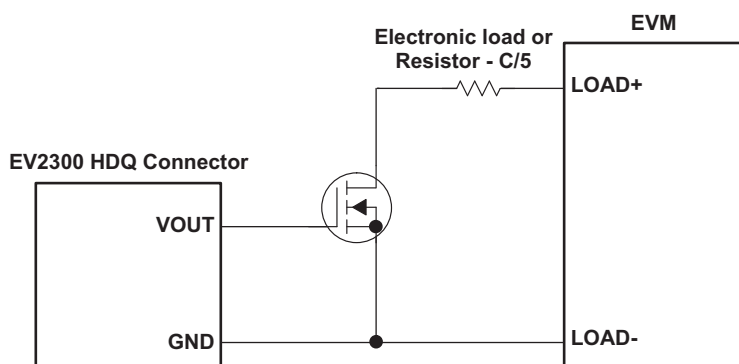 EVM
Electronic load or
Resistor - C/5
LOAD+
EV2300 HDQ Connector
VOUT
GND
LOAD-